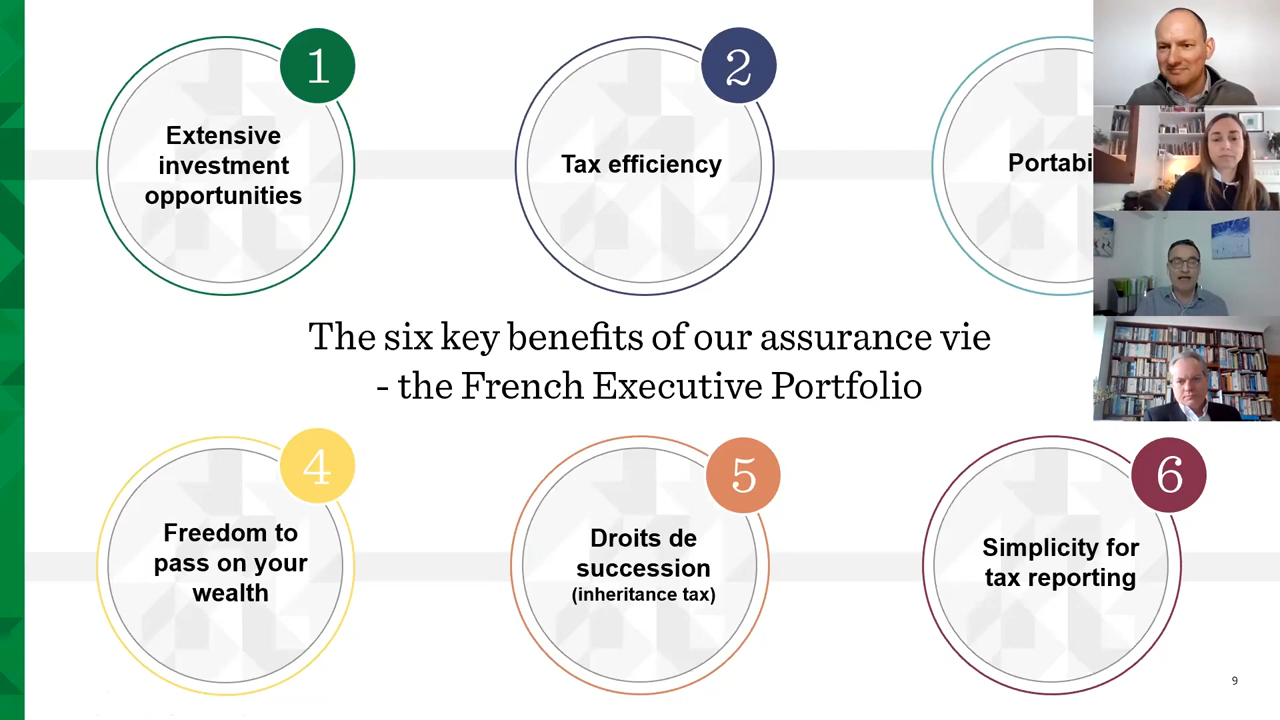 1
Extensive
investment
opportunities
2
Tax efficiency
Portabi
The six key benefits of our assurance vie
- the French Executive Portfolio
4
Freedom to
pass on your
wealth
5
Droits de
succession
(inheritance tax)
6
Simplicity for
tax reporting
9